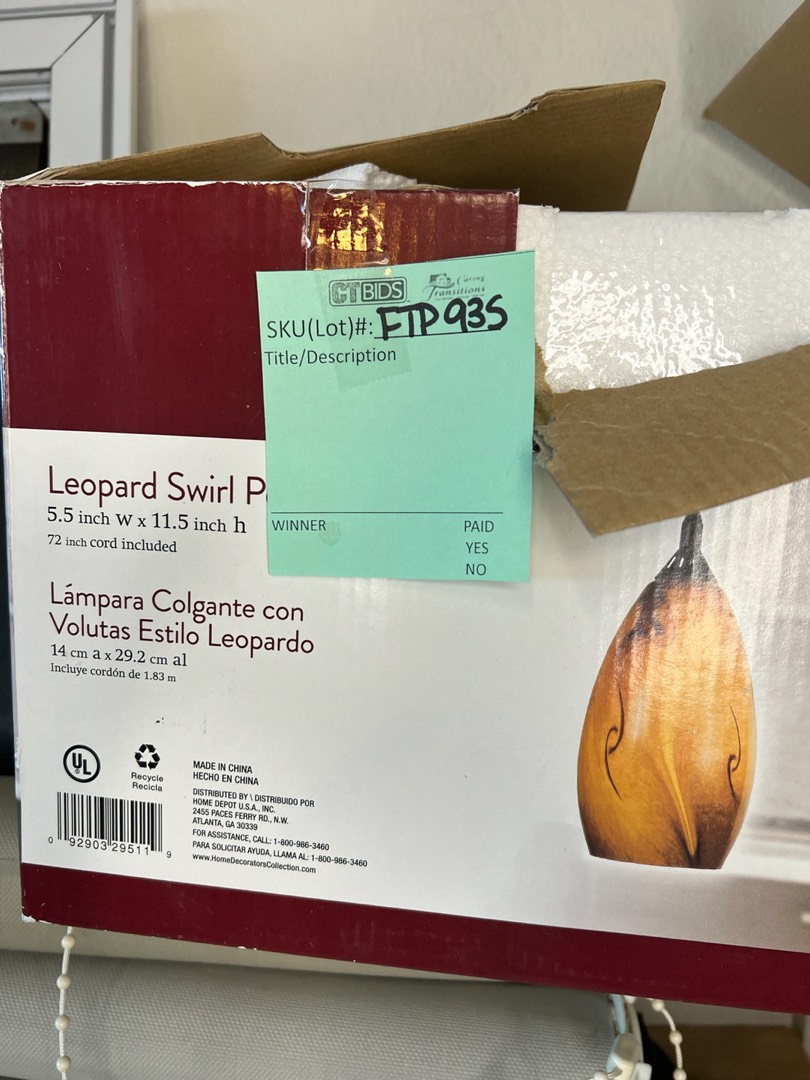 CTBIDS
Caring
Transitions
SKU(Lot)#: FTP93S
Title/Description
WINNER
PAID
YES
NO
Leopard Swirl P
5.5 inch w x 11.5 inch h
72 inch cord included
Lámpara Colgante con
Volutas Estilo Leopardo
14 cm a x 29.2 cm al
Incluye cordón de 1.83 m
UL
Recycle
Recicla
MADE IN CHINA
HECHO EN CHINA
DISTRIBUTED BY \ DISTRIBUIDO POR
HOME DEPOT U.S.A., INC.
2455 PACES FERRY RD., N.W.
ATLANTA, GA 30339
FOR ASSISTANCE, CALL: 1-800-986-3460
PARA SOLICITAR AYUDA, LLAMA AL: 1-800-986-3460
www.HomeDecoratorsCollection.com
0 92903 29511 9